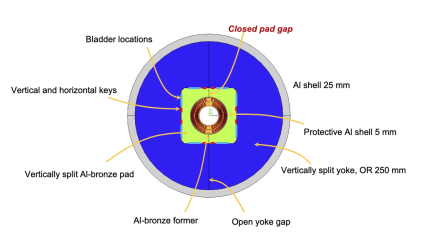 Closed pad gap
Bladder locations
Al shell 25 mm
Vertical and horizontal keys
Protective Al shell 5 mm
Vertically split Al-bronze pad
Vertically split yoke, OR 250 mm
Al-bronze former
Open yoke gap